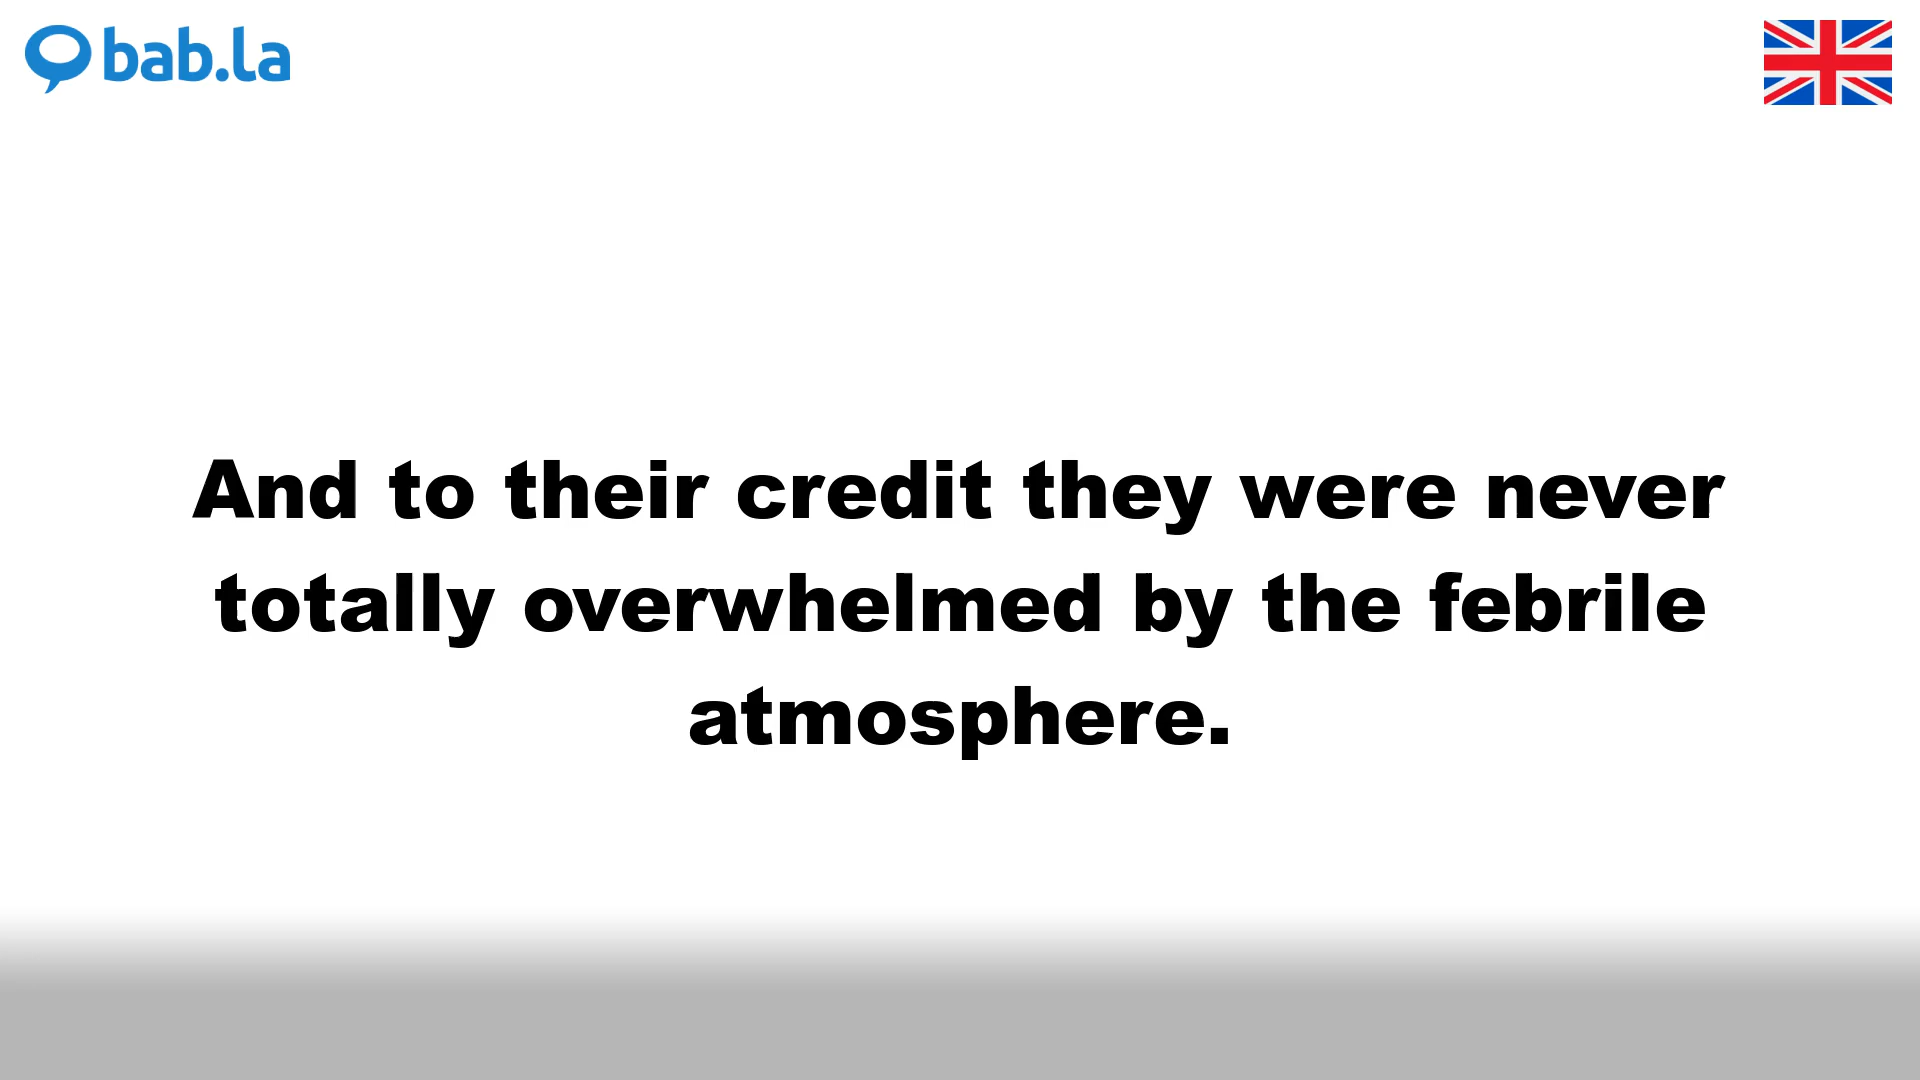 bab.la
And to their credit they were never
totally overwhelmed by the febrile
atmosphere.